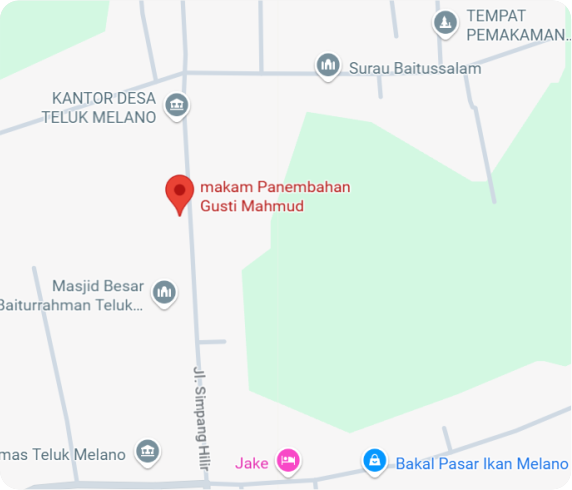 TEMPAT
PEMAKAMAN...
Surau Baitussalam
KANTOR DESA
TELUK MELANO
makam Panembahan
Gusti Mahmud
Masjid Besar
Baiturrahman Teluk...
Jl. Simpang Hilir
mas Teluk Melano
Jake
Bakal Pasar Ikan Melano